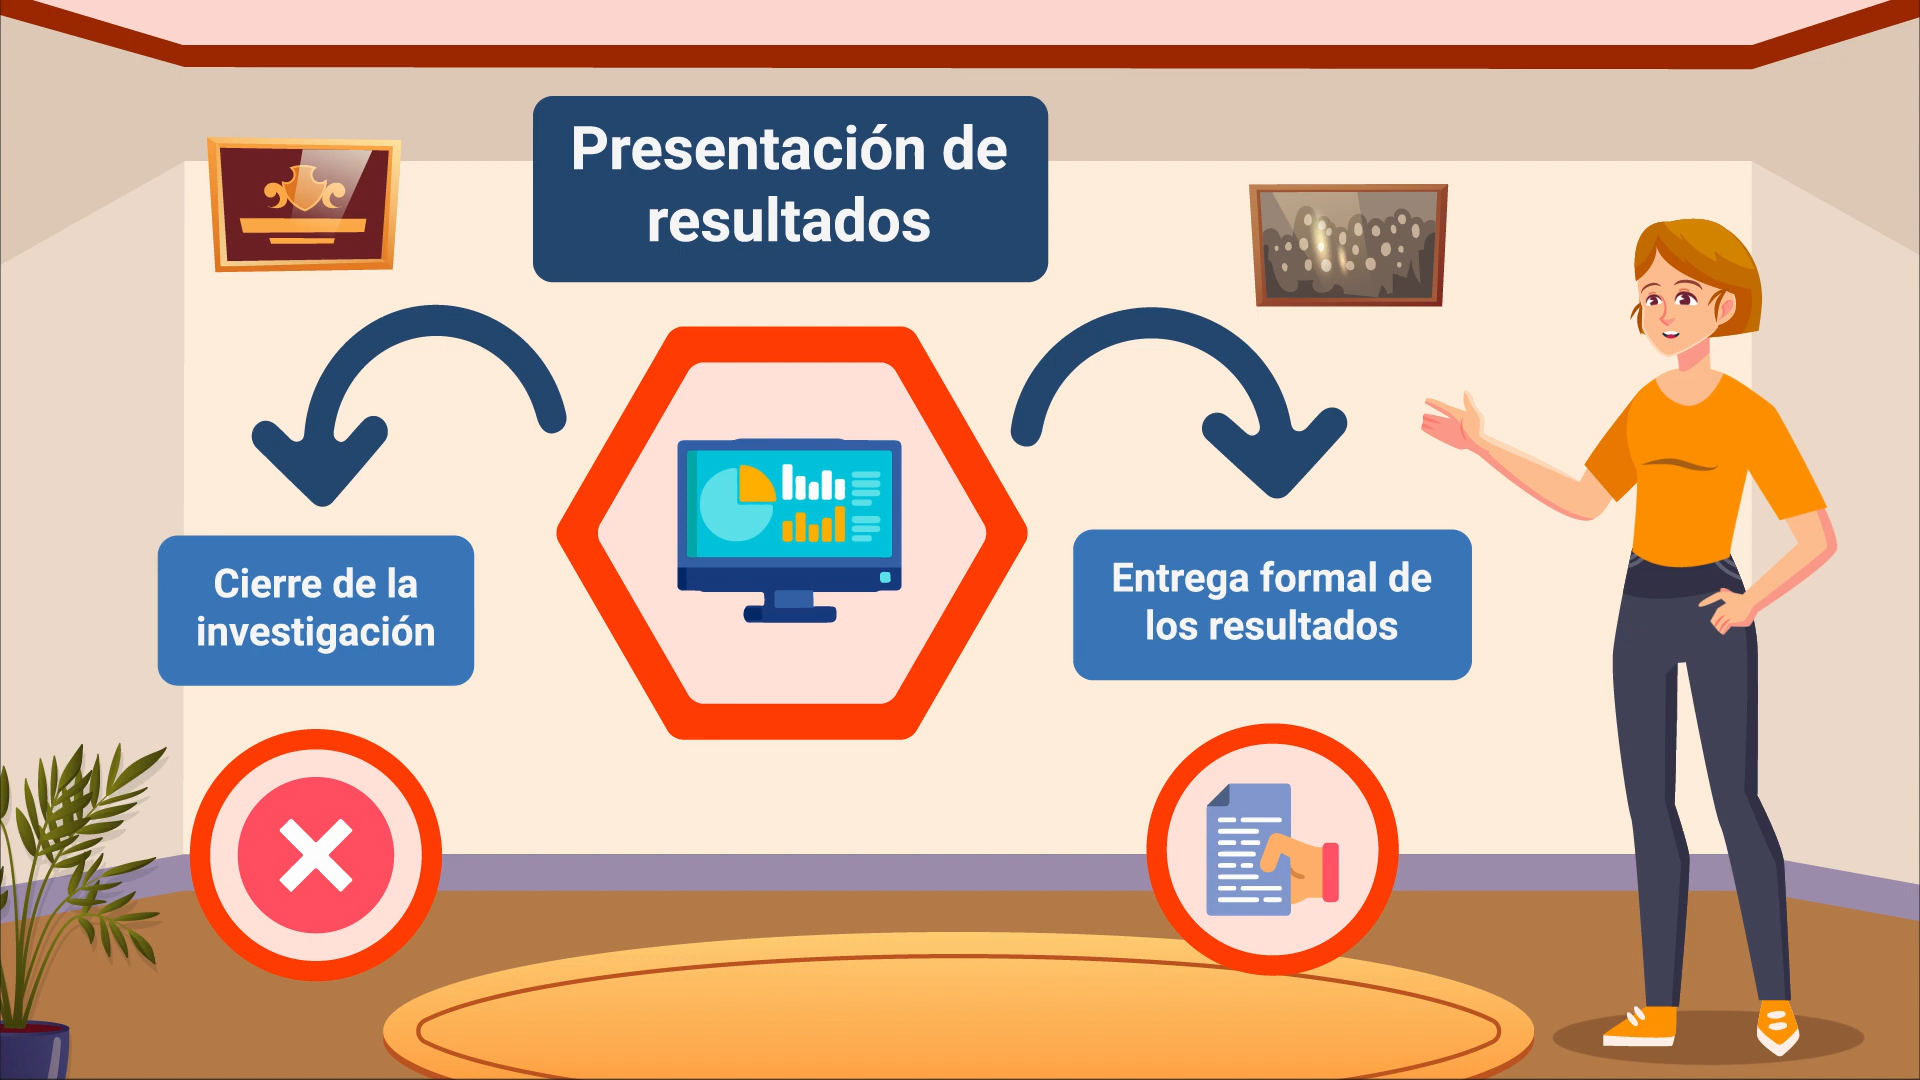 Presentación de
resultados
Cierre de la
investigación
Entrega formal de
los resultados